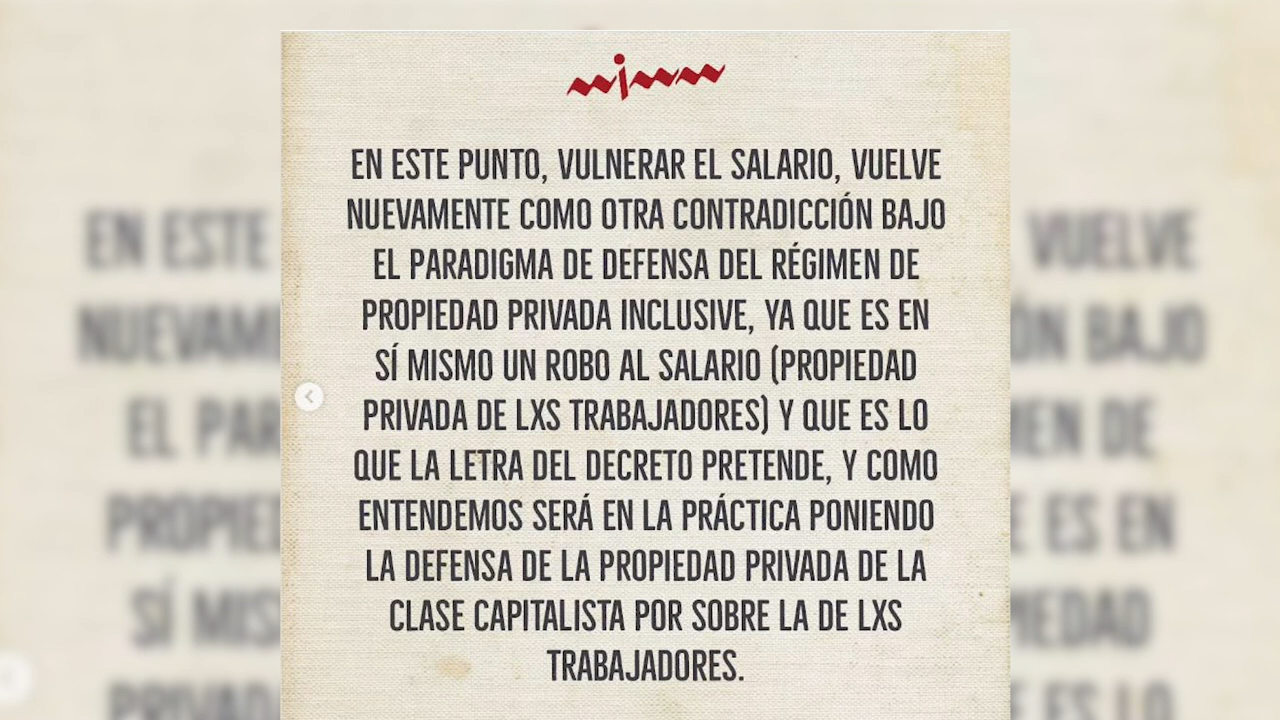 EN ESTE PUNTO, VULNERAR EL SALARIO, VUELVE
NUEVAMENTE COMO OTRA CONTRADICCIÓN BAJO
EL PARADIGMA DE DEFENSA DEL RÉGIMEN DE
PROPIEDAD PRIVADA INCLUSIVE, YA QUE ES EN
SÍ MISMO UN ROBO AL SALARIO (PROPIEDAD
PRIVADA DE LXS TRABAJADORES) Y QUE ES LO
QUE LA LETRA DEL DECRETO PRETENDE, Y COMO
ENTENDEMOS SERÁ EN LA PRÁCTICA PONIENDO
LA DEFENSA DE LA PROPIEDAD PRIVADA DE LA
CLASE CAPITALISTA POR SOBRE LA DE LXS
TRABAJADORES.